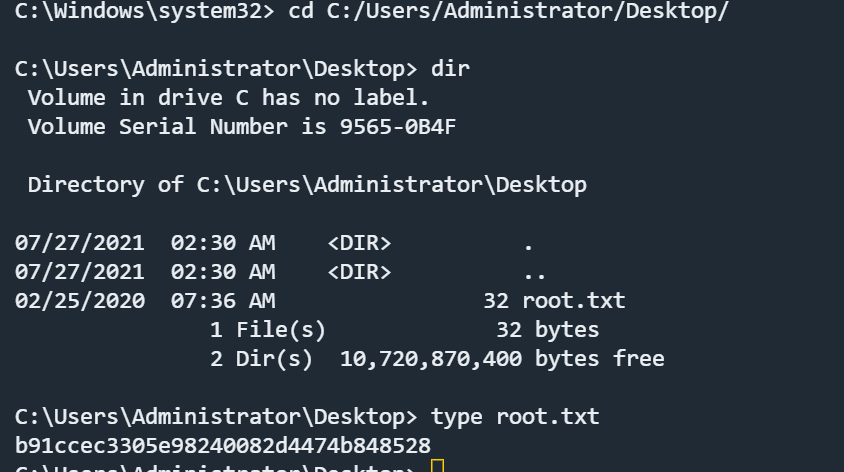 C:\Windows\system32> cd C:/Users/Administrator/Desktop/
C:\Users\Administrator\Desktop> dir
Volume in drive C has no label.
Volume Serial Number is 9565-0B4F
Directory of C:\Users\Administrator\Desktop
07/27/2021  02:30 AM    <DIR>          .
07/27/2021  02:30 AM    <DIR>          ..
02/25/2020  07:36 AM                32 root.txt
1 File(s)             32 bytes
2 Dir(s)  10,720,870,400 bytes free
C:\Users\Administrator\Desktop> type root.txt
b91ccec3305e98240082d4474b848528
C:\Users\Administrator\Desktop>